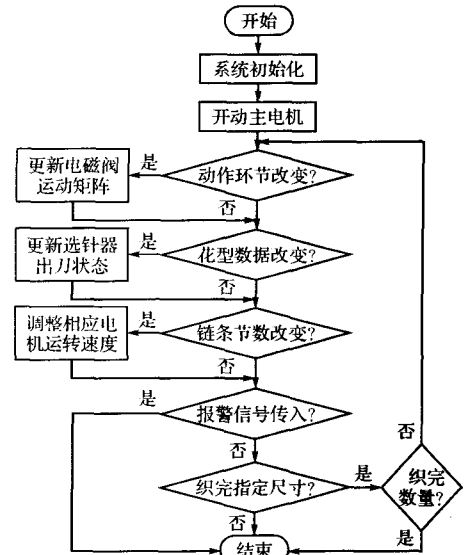 开始
系统初始化
开动主电机
动作环节改变?
是
更新电磁阀
运动矩阵
否
花型数据改变?
是
更新选针器
出刀状态
否
链条节数改变?
是
调整相应电
机运转速度
否
报警信号传入?
是
否
织完指定尺寸?
是
织完
数量?
否
否
是
结束